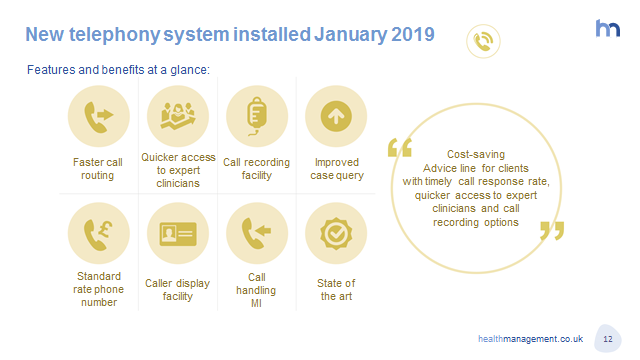 New telephony system installed January 2019
hm
Features and benefits at a glance:
Faster call
routing
Quicker access
to expert
clinicians
Call recording
facility
Improved
case query
£
Standard
rate phone
number
Caller display
facility
Call
handling
MI
State of
the art
“
Cost-saving
Advice line for clients
with timely call response rate,
quicker access to expert
clinicians and call
recording options
”
healthmanagement.co.uk
12